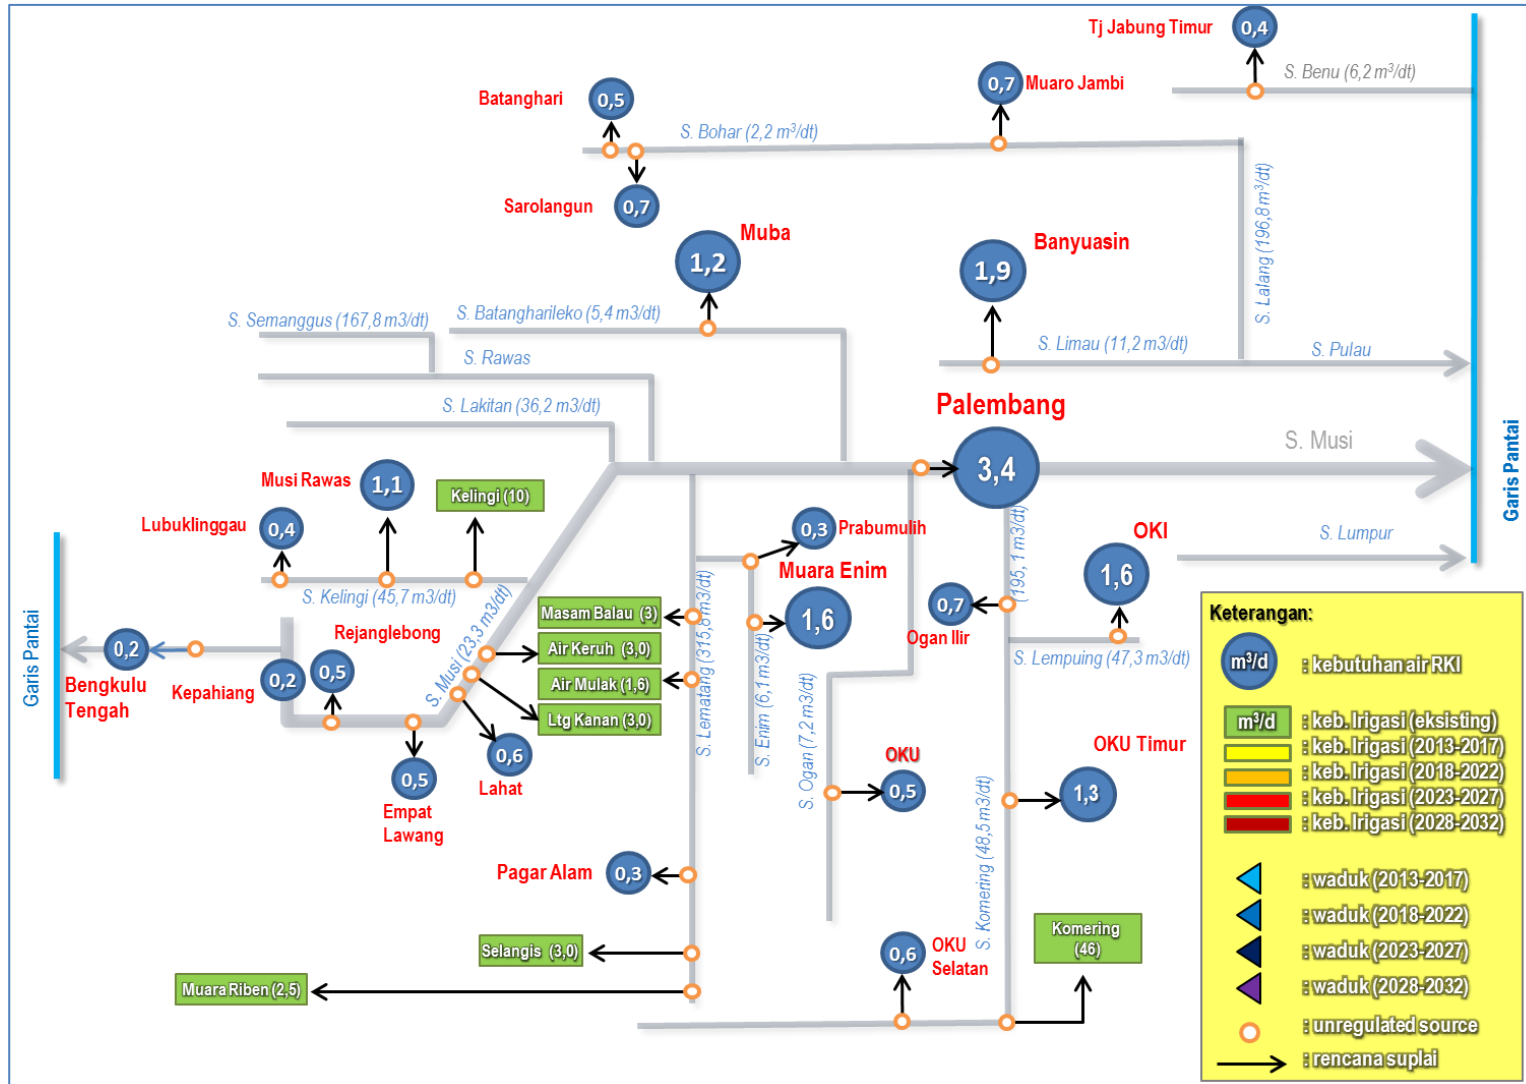 Tj Jabung Timur
0,4
S. Benu (6,2 m³/dt)
Batanghari
0,5
0,7
Muaro Jambi
S. Bohar (2,2 m³/dt)
Sarolangun
0,7
S. Lalang (196,8 m³/dt)
Muba
1,2
Banyuasin
1,9
S. Semanggus (167,8 m3/dt)
S. Batangharileko (5,4 m3/dt)
S. Limau (11,2 m3/dt)
S. Pulau
S. Rawas
S. Lakitan (36,2 m3/dt)
Palembang
3,4
S. Musi
Garis Pantai
Musi Rawas
1,1
Kelingi (10)
Lubuklinggau
0,4
S. Kelingi (45,7 m3/dt)
0,3
Prabumulih
Muara Enim
1,6
(195, 1 m3/dt)
OKI
1,6
S. Lumpur
0,7
Ogan Ilir
S. Lempuing (47,3 m3/dt)
Garis Pantai
0,2
Bengkulu
Tengah
Kepahiang
0,2
Rejanglebong
0,5
S. Musi (23,3 m3/dt)
Masam Balau (3)
Air Keruh (3,0)
Air Mulak (1,6)
Ltg Kanan (3,0)
S. Lematang (315,8 m3/dt)
S. Enim (6,1 m3/dt)
S. Ogan (7,2 m3/dt)
0,5
Empat
Lawang
0,6
Lahat
OKU
0,5
OKU Timur
1,3
S. Komering (48,5 m3/dt)
Pagar Alam
0,3
Selangis (3,0)
Muara Riben (2,5)
0,6
OKU
Selatan
Komering
(46)
Keterangan:
m³/d
: kebutuhan air RKI
m³/d
: keb. Irigasi (eksisting)
: keb. Irigasi (2013-2017)
: keb. Irigasi (2018-2022)
: keb. Irigasi (2023-2027)
: keb. Irigasi (2028-2032)
: waduk (2013-2017)
: waduk (2018-2022)
: waduk (2023-2027)
: waduk (2028-2032)
: unregulated source
: rencana suplai